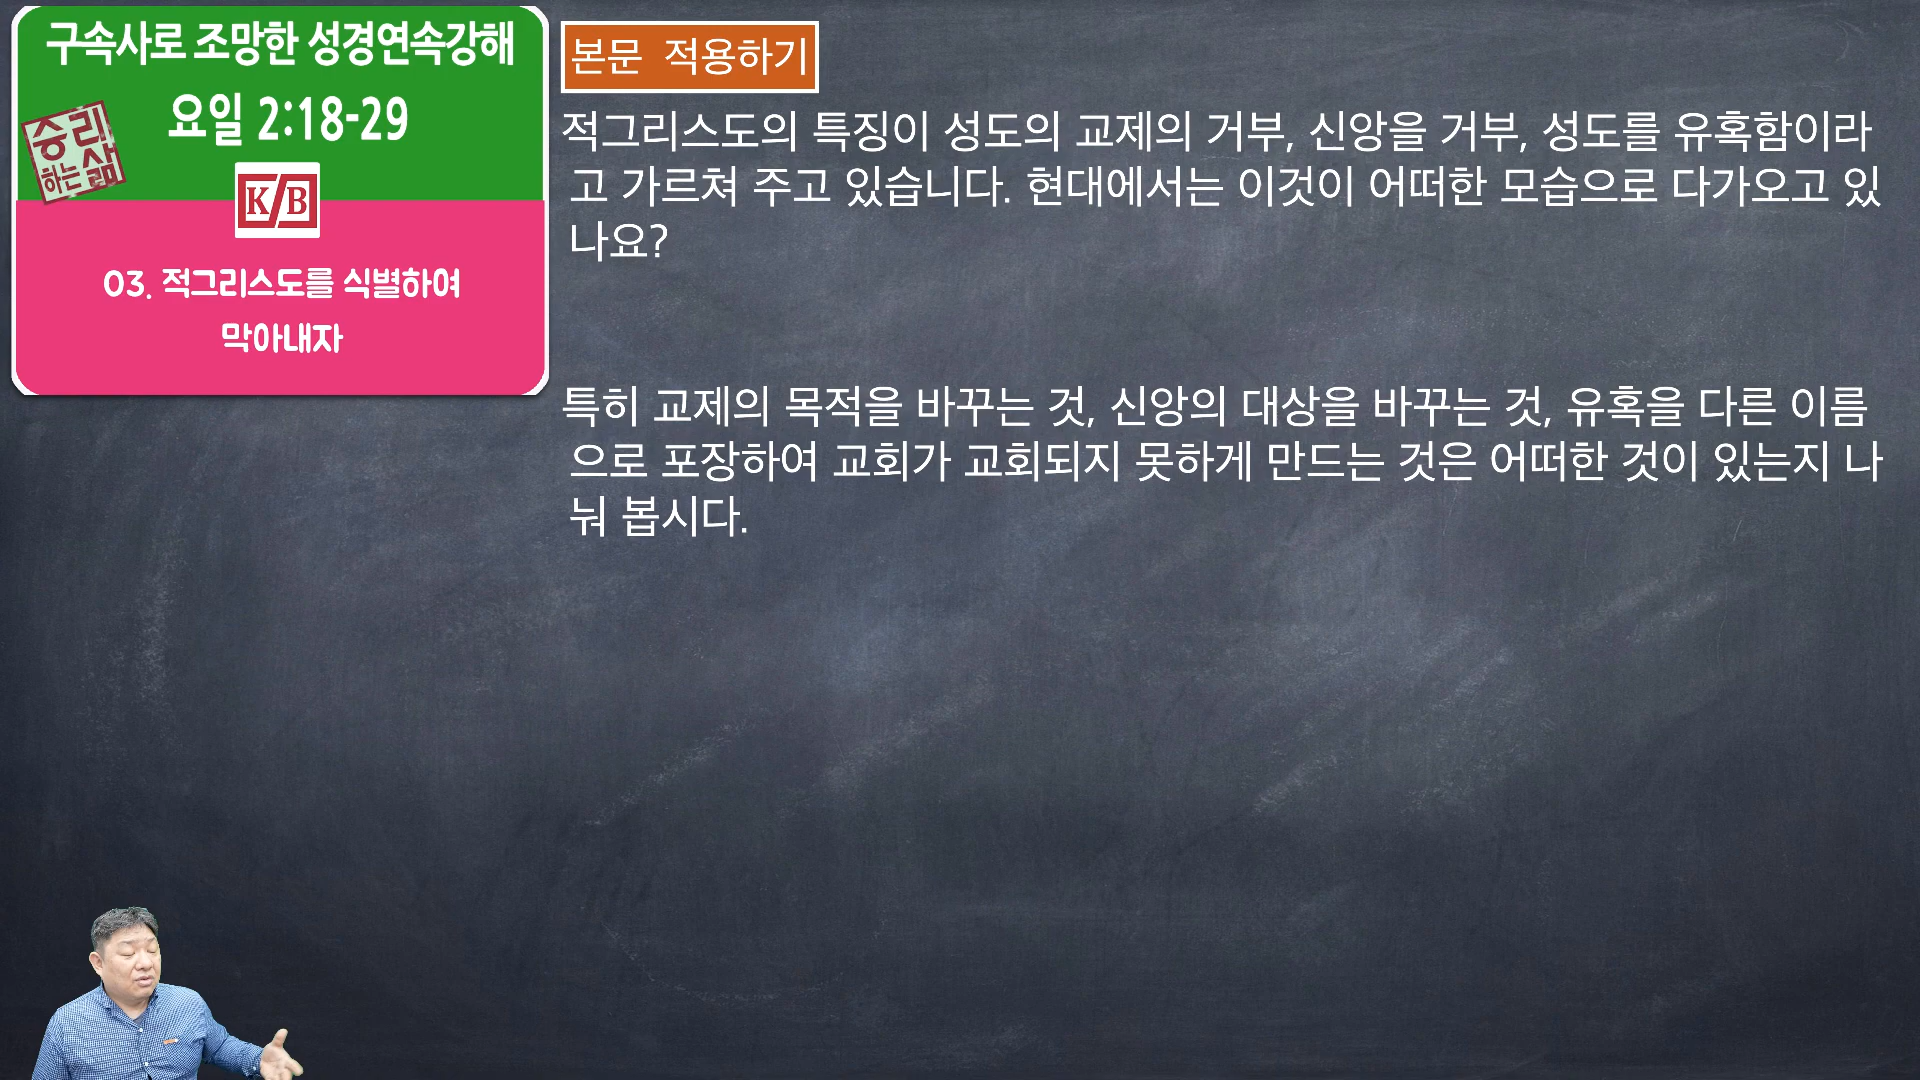 구속사로 조망한 성경연속강해
요일 2:18-29
승리
하는 삶
K/B
03. 적그리스도를 식별하여
막아내자
본문 적용하기
적그리스도의 특징이 성도의 교제의 거부, 신앙을 거부, 성도를 유혹함이라
고 가르쳐 주고 있습니다. 현대에서는 이것이 어떠한 모습으로 다가오고 있
나요?
특히 교제의 목적을 바꾸는 것, 신앙의 대상을 바꾸는 것, 유혹을 다른 이름
으로 포장하여 교회가 교회되지 못하게 만드는 것은 어떠한 것이 있는지 나
눠 봅시다.